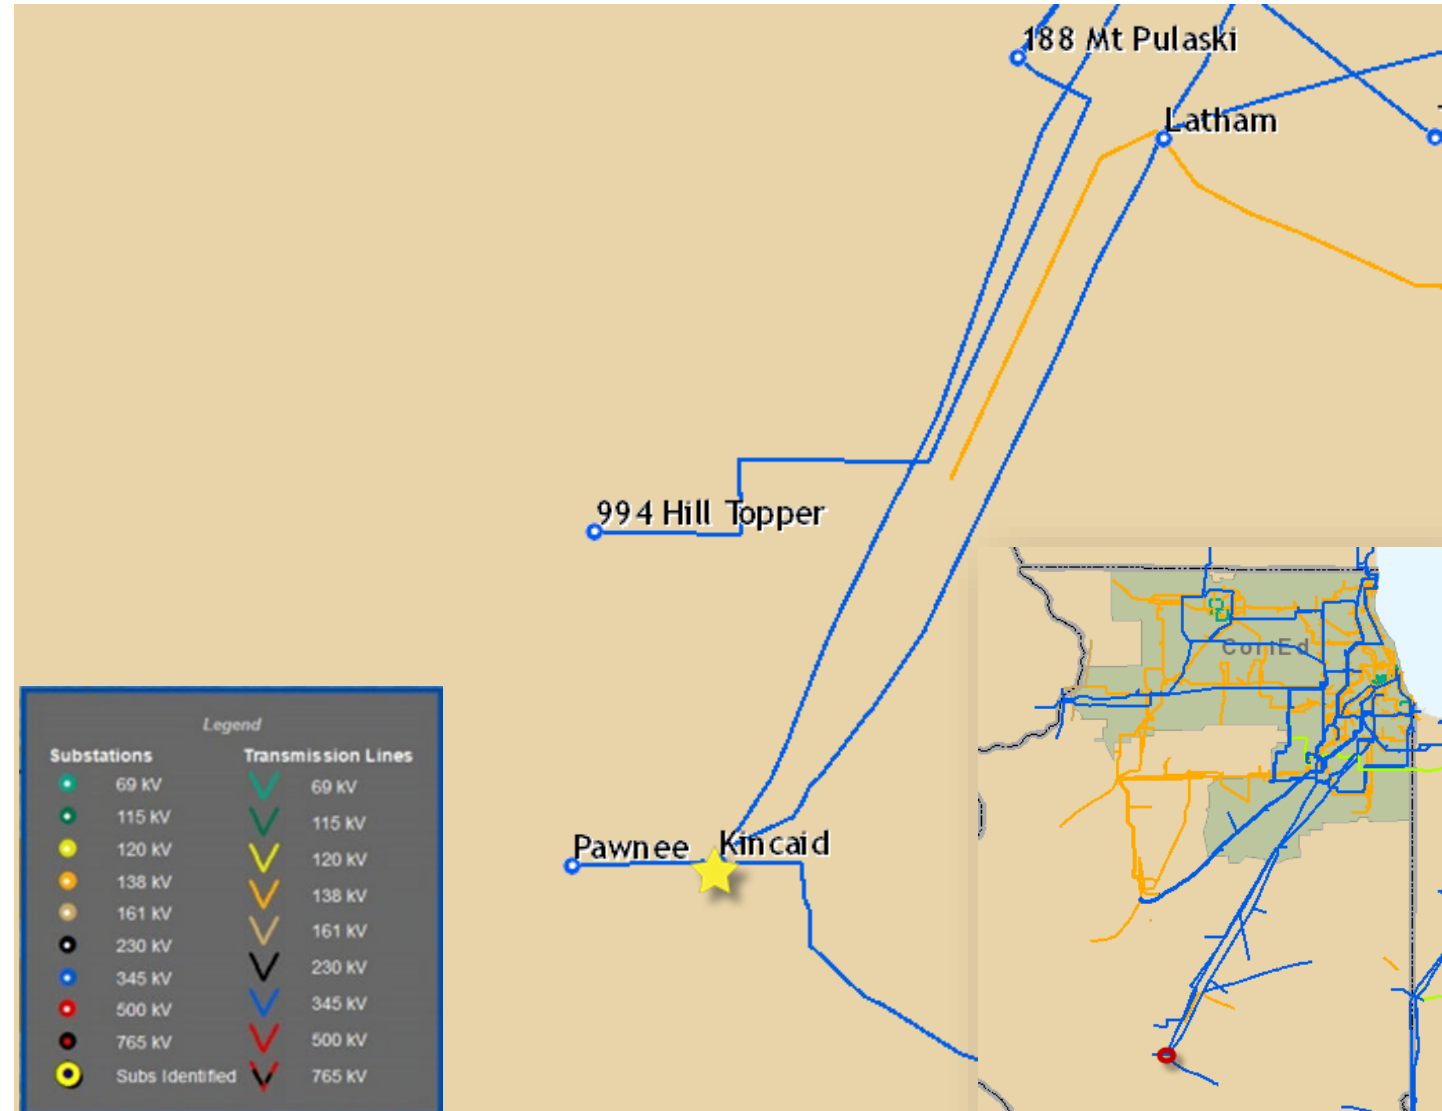 188 Mt Pulaski
Latham
994 Hill Topper
Pawnee
Kincaid
ComEd
Legend
Substations
Transmission Lines
69 kV
69 kV
115 kV
115 kV
120 kV
120 kV
138 kV
138 kV
161 kV
161 kV
230 kV
230 kV
345 kV
345 kV
500 kV
500 kV
765 kV
765 kV
Subs Identified